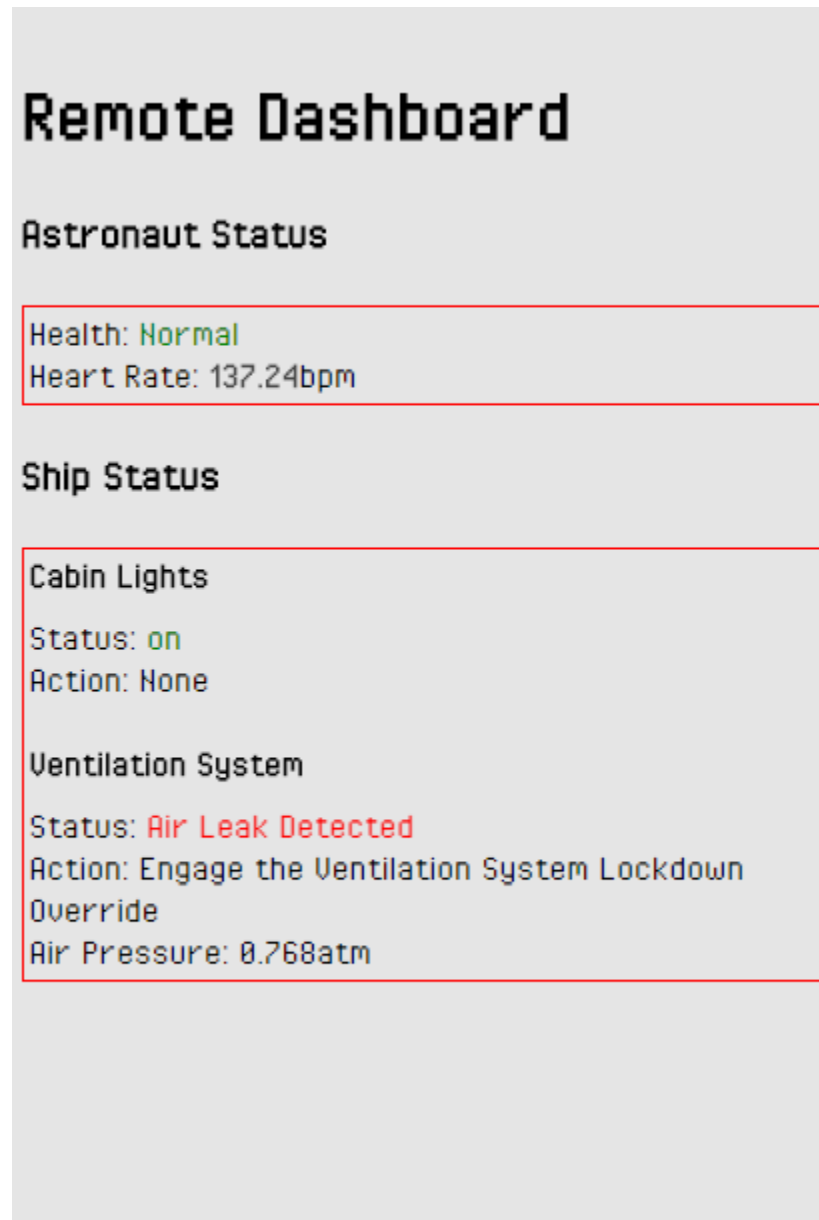 Remote Dashboard
Astronaut Status
Health: Normal
Heart Rate: 137.24bpm
Ship Status
Cabin Lights
Status: on
Action: None
Ventilation System
Status: Air Leak Detected
Action: Engage the Ventilation System Lockdown
Override
Air Pressure: 0.768atm